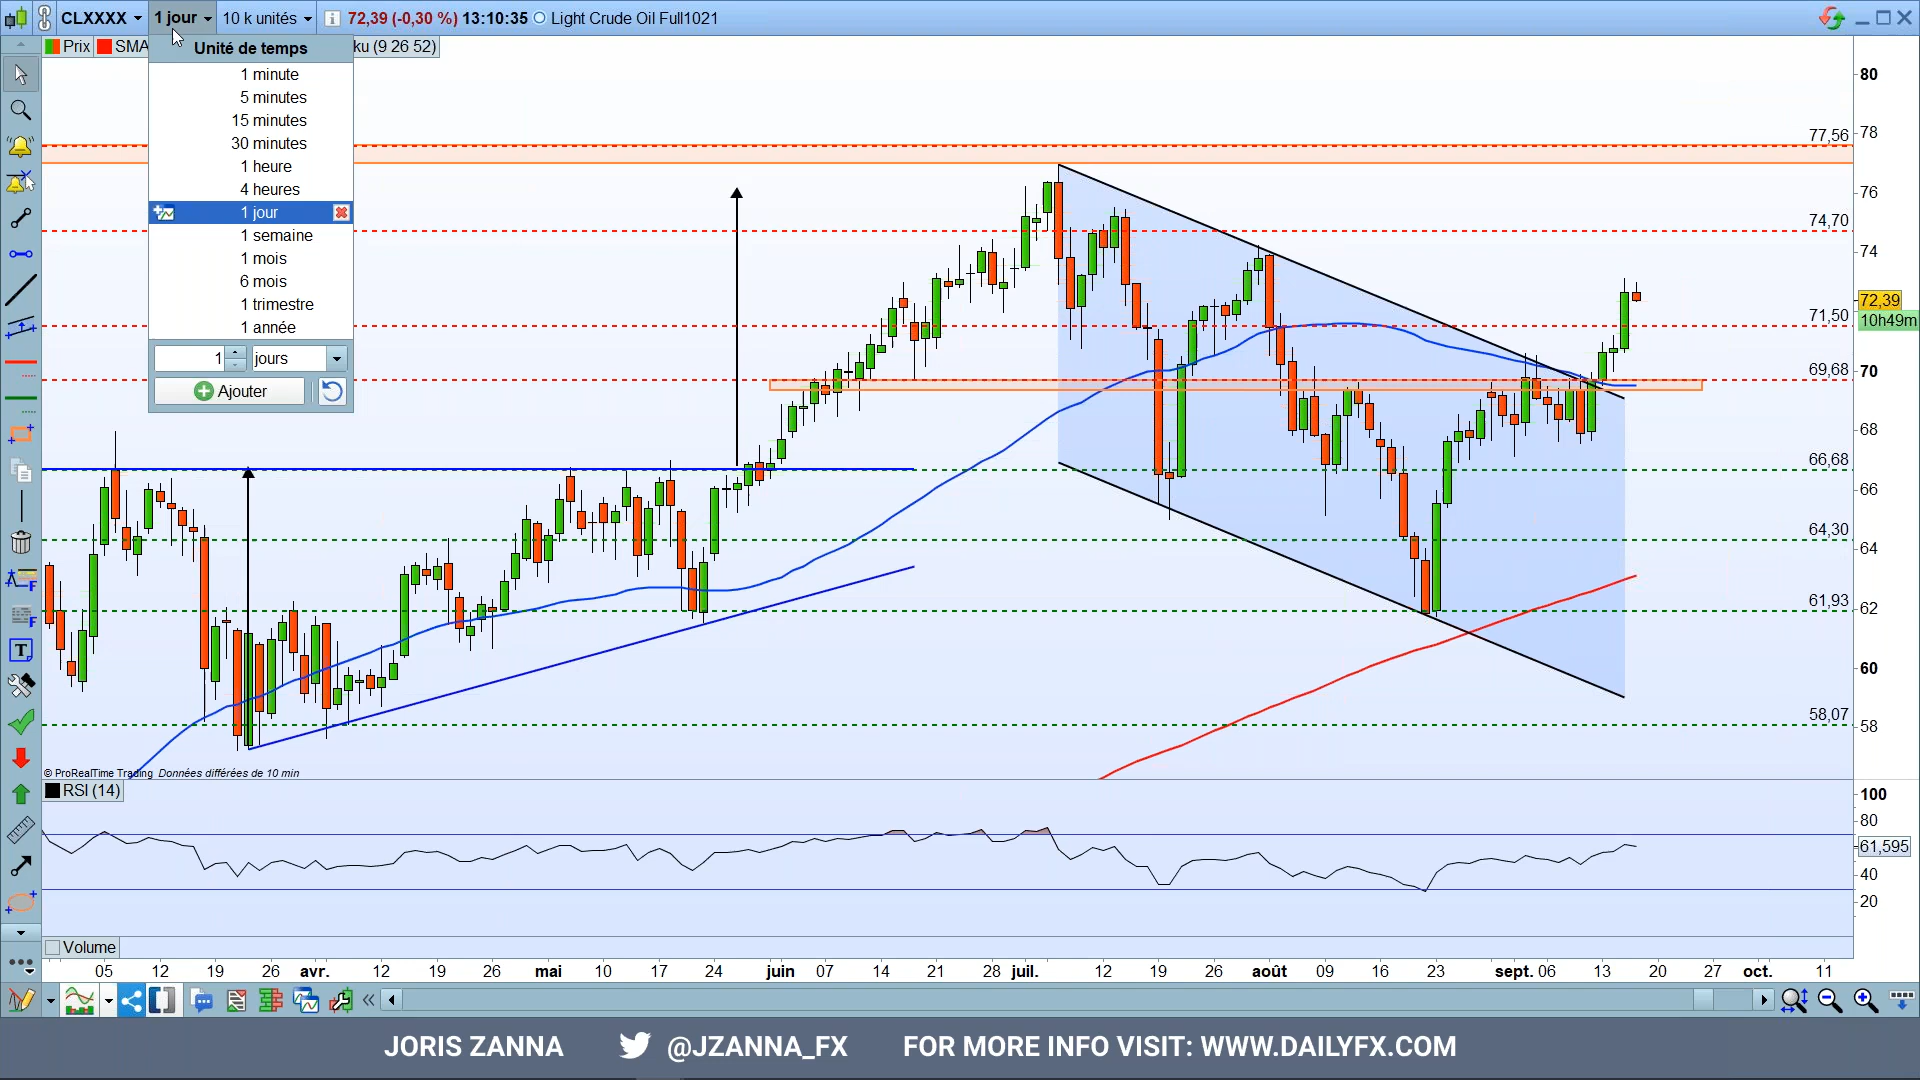 CLXXXX 1 jour 10 k unités 72,39 (-0,30 %) 13:10:35 Light Crude Oil Full1021
Prix SMA ku (9 26 52)
Unité de temps
1 minute
5 minutes
15 minutes
30 minutes
1 heure
4 heures
1 jour
1 semaine
1 mois
6 mois
1 trimestre
1 année
1 jours
Ajouter
77,56
74,70
71,50
69,68
66,68
64,30
61,93
58,07
80
78
76
74
72,39
10h49m
70
68
66
64
62
60
58
© ProRealTime Trading Données différées de 10 min
RSI (14)
100
80
61,595
40
20
Volume
05 12 19 26 avr. 12 19 26 mai 10 17 24 juin 07 14 21 28 juil. 12 19 26 août 09 16 23 sept. 06 13 20 27 oct. 11
JORIS ZANNA @JZANNA_FX FOR MORE INFO VISIT: WWW.DAILYFX.COM